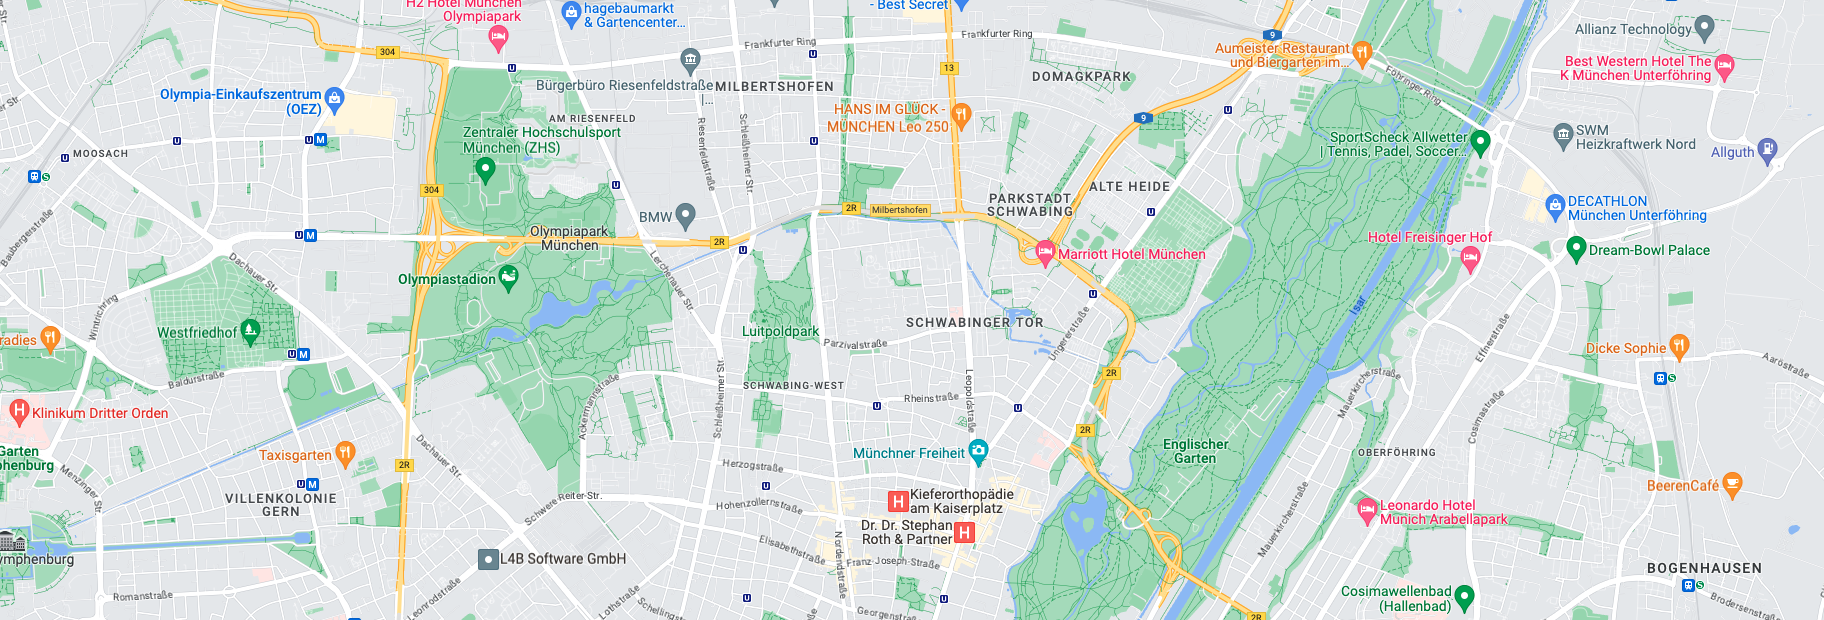 H2 Hotel München
Olympiapark
hagebaumarkt
& Gartencenter...
- Best Secret
304
Frankfurter Ring
Frankfurter Ring
9
Allianz Technology
Aumeister Restaurant
und Biergarten im...
Best Western Hotel The
K München Unterföhring
13
DOMAGKPARK
Föhringer Ring
Bürgerbüro Riesenfeldstraße
|...
MILBERTSHOFEN
Olympia-Einkaufszentrum
(OEZ)
HANS IM GLÜCK -
MÜNCHEN Leo 250
9
AM RIESENFELD
Zentraler Hochschulsport
München (ZHS)
Riesenfeldstraße
Schleißheimer Str.
SportScheck Allwetter
| Tennis, Padel, Soccer...
SWM
Heizkraftwerk Nord
Allguth
MOOSACH
304
PARKSTADT
SCHWABING
ALTE HEIDE
2R
Milbertshofen
BMW
DECATHLON
München Unterföhring
Baubergerstraße
Olympiapark
München
2R
Hotel Freisinger Hof
Dream-Bowl Palace
Marriott Hotel München
Dachauer Str.
Lerchenauer Str.
Olympiastadion
Wintrichring
Isar
Westfriedhof
Luitpoldpark
SCHWABINGER TOR
Parzivalstraße
Ungererstraße
Effnerstraße
Dicke Sophie
Aaröstraße
radies
Baldurstraße
SCHWABING-WEST
2R
Mauerkircherstraße
Leopoldstraße
Rheinstraße
Ackermannstraße
Schleißheimer Str.
Cosimastraße
Klinikum Dritter Orden
2R
Garten
phenburg
Taxisgarten
Dachauer Str.
Münchner Freiheit
Englischer
Garten
OBERFÖHRING
2R
Menzinger Str.
Herzogstraße
VILLENKOLONIE
GERN
Schwere-Reiter-Str.
Hohenzollernstraße
Kieferorthopädie
am Kaiserplatz
Dr. Dr. Stephan
Roth & Partner
BeerenCafé
Leonardo Hotel
Munich Arabellapark
Mauerkircherstraße
Nordendstraße
Elisabethstraße
Franz-Joseph-Straße
ymphenburg
L4B Software GmbH
BOGENHAUSEN
Romanstraße
Leonrodstraße
Lothstraße
Schellingstraße
Georgenstraße
Cosimawellenbad
(Hallenbad)
Brodersenstraße
2R